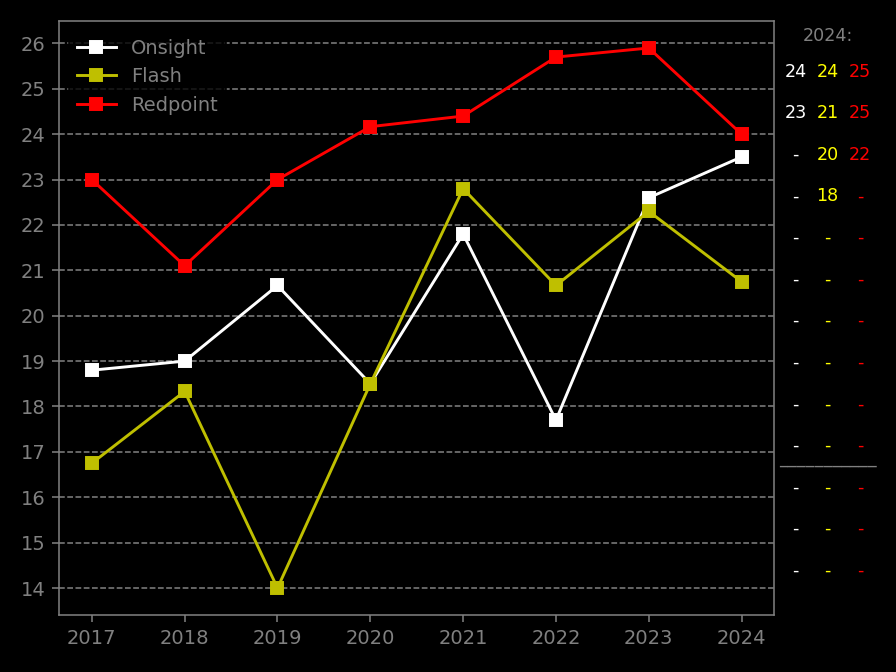 Onsight
Flash
Redpoint
26
25
24
23
22
21
20
19
18
17
16
15
14
2017 2018 2019 2020 2021 2022 2023 2024
2024:
24 24 25
23 21 25
- 20 22
- 18 -
- - -
- - -
- - -
- - -
- - -
- - -
- - -
- - -
- - -